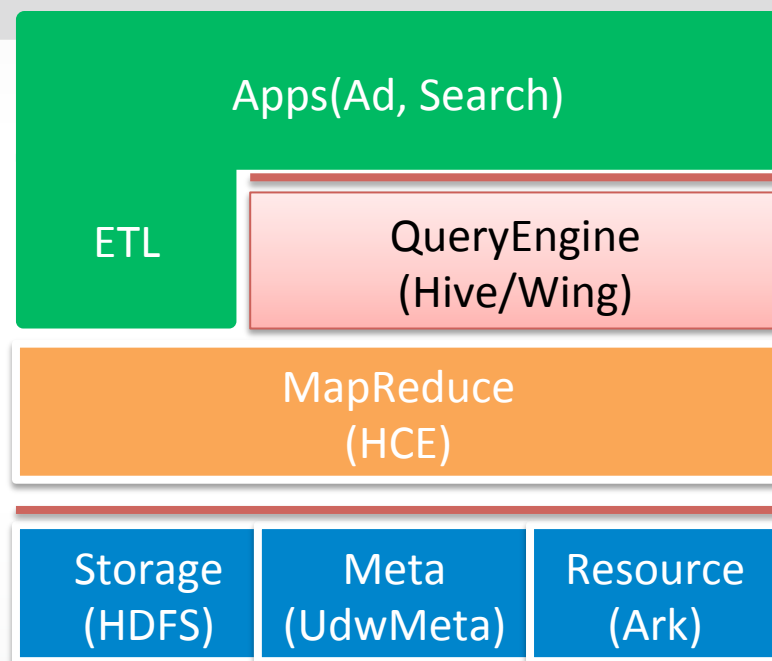 Apps(Ad, Search)
ETL
QueryEngine
(Hive/Wing)
MapReduce
(HCE)
Storage
(HDFS)
Meta
(UdwMeta)
Resource
(Ark)